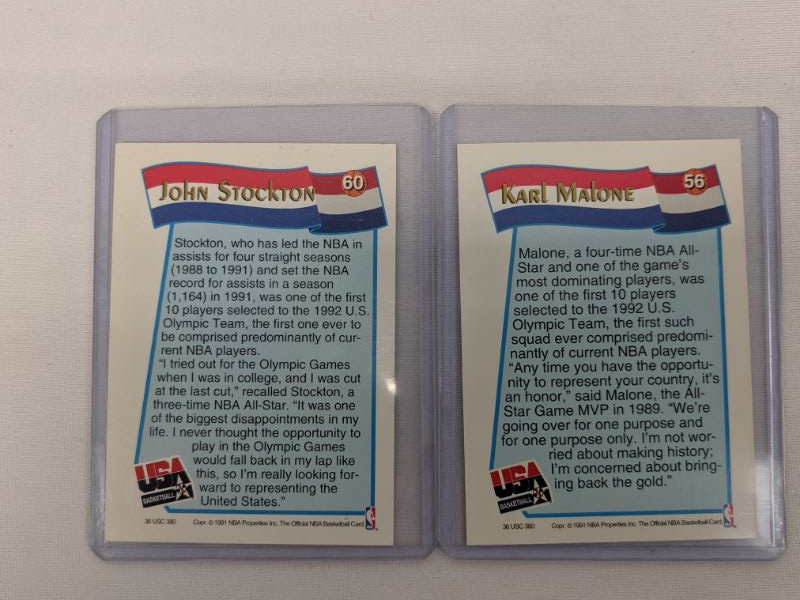 John Stockton
60
Stockton, who has led the NBA in
assists for four straight seasons
(1988 to 1991) and set the NBA
record for assists in a season
(1,164) in 1991, was one of the first
10 players selected to the 1992 U.S.
Olympic Team, the first one ever to
be comprised predominantly of cur-
rent NBA players.
“I tried out for the Olympic Games
when I was in college, and I was cut
at the last cut,” recalled Stockton, a
three-time NBA All-Star. “It was one
of the biggest disappointments in my
life. I never thought the opportunity to
play in the Olympic Games
would fall back in my lap like
this, so I’m really looking for-
ward to representing the
United States.”
USA
BASKETBALL
36 USC 380
Copr. © 1991 NBA Properties Inc. The Official NBA Basketball Card.
Karl Malone
56
Malone, a four-time NBA All-
Star and one of the game’s
most dominating players, was
one of the first 10 players
selected to the 1992 U.S.
Olympic Team, the first such
squad ever comprised predomi-
nantly of current NBA players.
“Any time you have the opportu-
nity to represent your country, it’s
an honor,” said Malone, the All-
Star Game MVP in 1989. “We’re
going over for one purpose and
for one purpose only. I’m not wor-
ried about making history;
I’m concerned about bring-
ing back the gold.”
USA
BASKETBALL
36 USC 380
Copr. © 1991 NBA Properties Inc. The Official NBA Basketball Card.